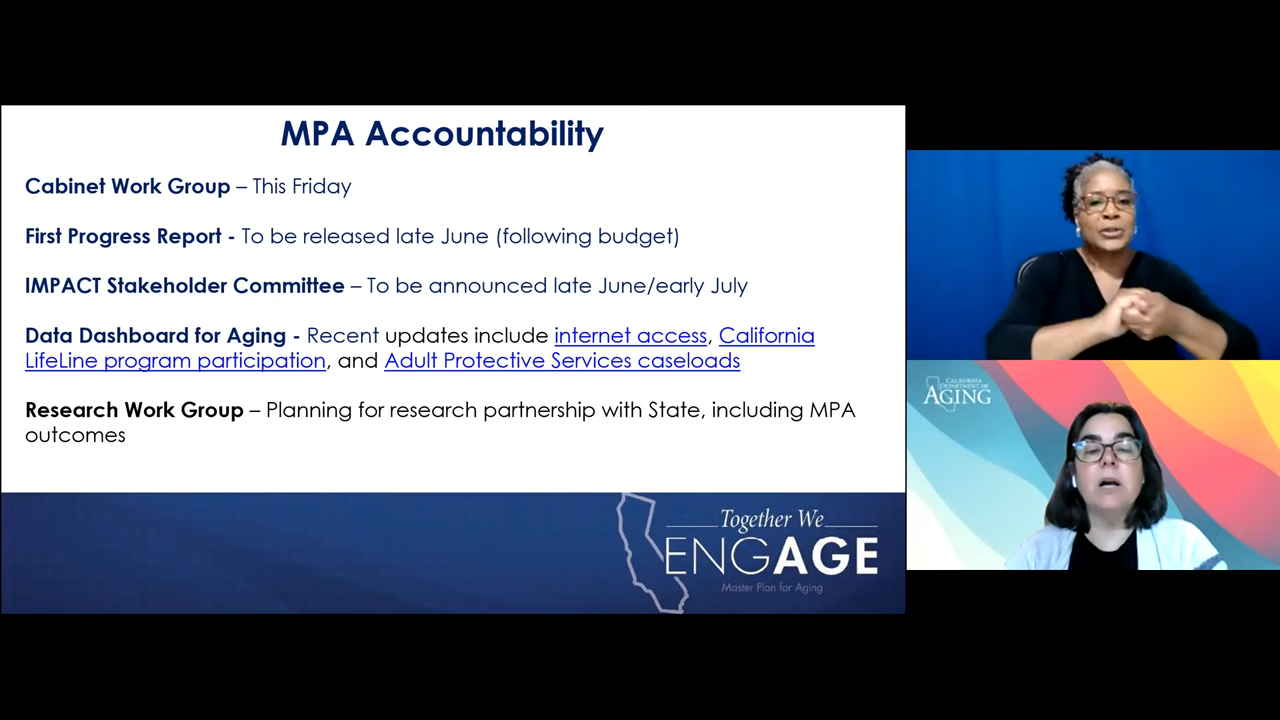 MPA Accountability
Cabinet Work Group – This Friday
First Progress Report - To be released late June (following budget)
IMPACT Stakeholder Committee – To be announced late June/early July
Data Dashboard for Aging - Recent updates include internet access, California
LifeLine program participation, and Adult Protective Services caseloads
Research Work Group – Planning for research partnership with State, including MPA
outcomes
Together We
ENGAGE
Master Plan for Aging
CALIFORNIA
DEPARTMENT OF
AGING